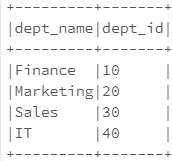 +---------+-------+
|dept_name|dept_id|
+---------+-------+
|Finance  |10     |
|Marketing|20     |
|Sales    |30     |
|IT       |40     |
+---------+-------+